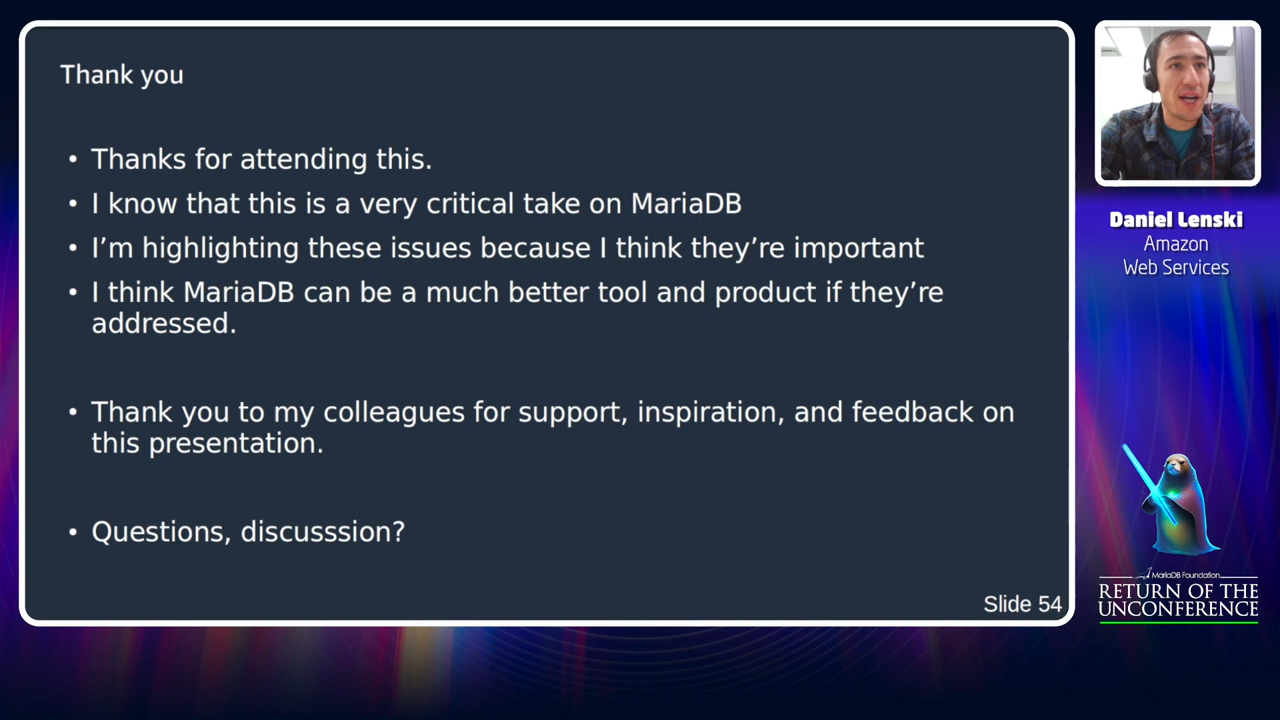 Thank you
• Thanks for attending this.
• I know that this is a very critical take on MariaDB
• I’m highlighting these issues because I think they’re important
• I think MariaDB can be a much better tool and product if they’re
addressed.
• Thank you to my colleagues for support, inspiration, and feedback on
this presentation.
• Questions, discusssion?
Slide 54
Daniel Lenski
Amazon
Web Services
MariaDB Foundation
RETURN OF THE
UNCONFERENCE